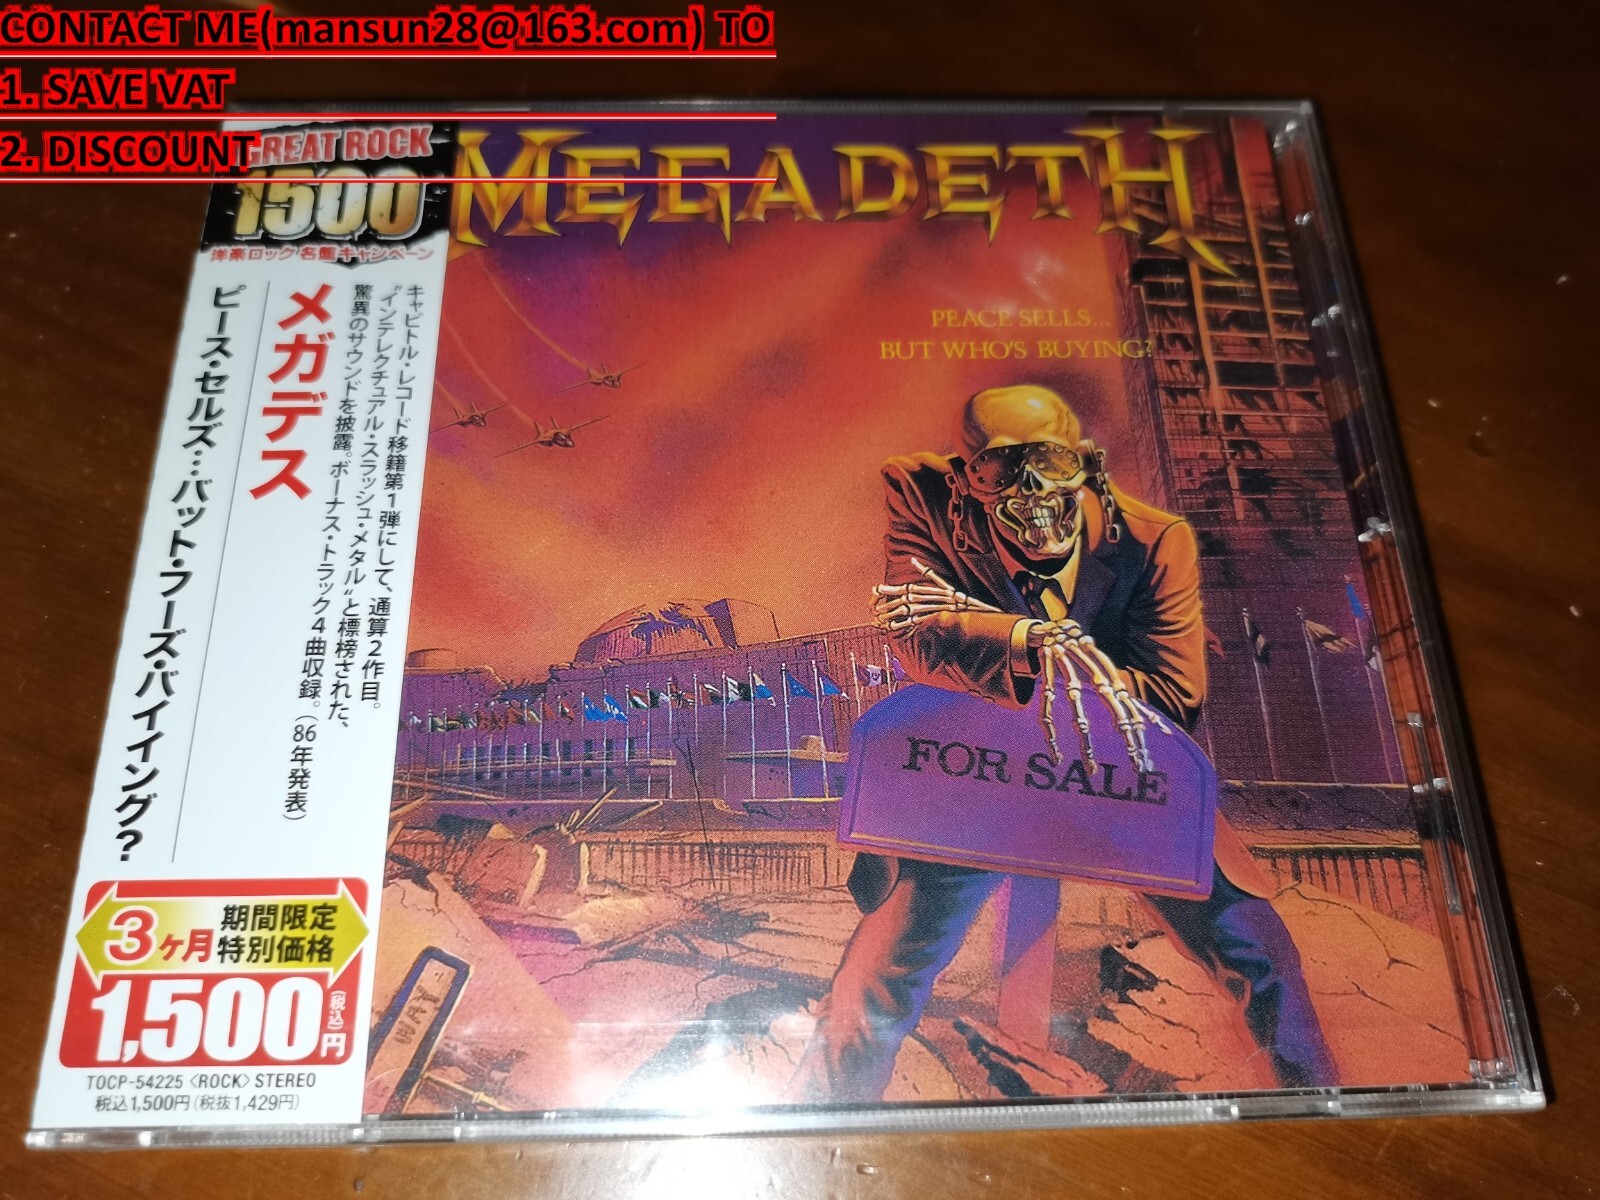 CONTACT ME(mansun28@163.com) TO
1. SAVE VAT
2. DISCOUNT
GREAT ROCK
1500
洋楽ロック名盤キャンペーン
MEGADETH
PEACE SELLS...
BUT WHO'S BUYING?
キャピトル・レコード移籍第1弾にして、通算2作目。
“インテレクチュアル・スラッシュ・メタル”と標榜された、
驚異のサウンドを披露。ボーナス・トラック4曲収録。(86年発表)
メガデス
ピース・セルズ…バット・フーズ・バイイング?
FOR SALE
3ヶ月
期間限定
特別価格
1,500円(税込)
TOCP-54225 <ROCK> STEREO
税込1,500円(税抜1,429円)